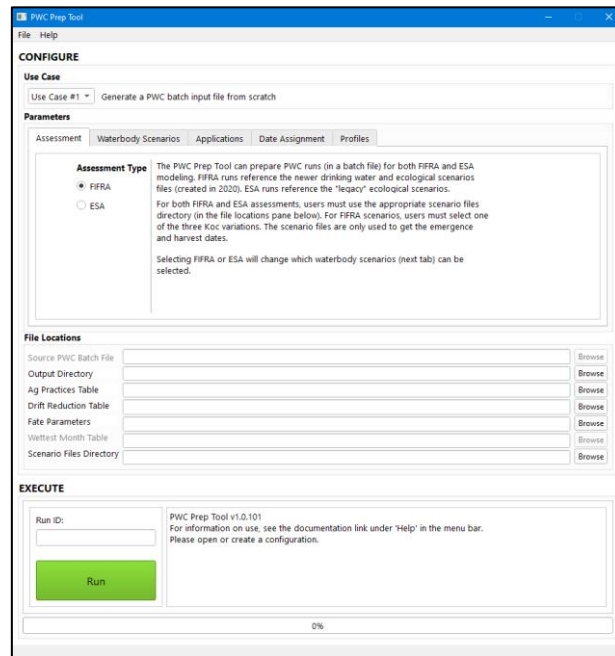 PWC Prep Tool
File Help
CONFIGURE
Use Case
Use Case #1 Generate a PWC batch input file from scratch
Parameters
Assessment Waterbody Scenarios Applications Date Assignment Profiles
Assessment Type
FIFRA
ESA
The PWC Prep Tool can prepare PWC runs (in a batch file) for both FIFRA and ESA
modeling. FIFRA runs reference the newer drinking water and ecological scenarios
files (created in 2020). ESA runs reference the "legacy" ecological scenarios.
For both FIFRA and ESA assessments, users must use the appropriate scenario files
directory (in the file locations pane below). For FIFRA scenarios, users must select one
of the three Koc variations. The scenario files are only used to get the emergence
and harvest dates.
Selecting FIFRA or ESA will change which waterbody scenarios (next tab) can be
selected.
File Locations
Source PWC Batch File Browse
Output Directory Browse
Ag Practices Table Browse
Drift Reduction Table Browse
Fate Parameters Browse
Wettest Month Table Browse
Scenario Files Directory Browse
EXECUTE
Run ID:
Run
PWC Prep Tool v1.0.101
For information on use, see the documentation link under 'Help' in the menu bar.
Please open or create a configuration.
0%